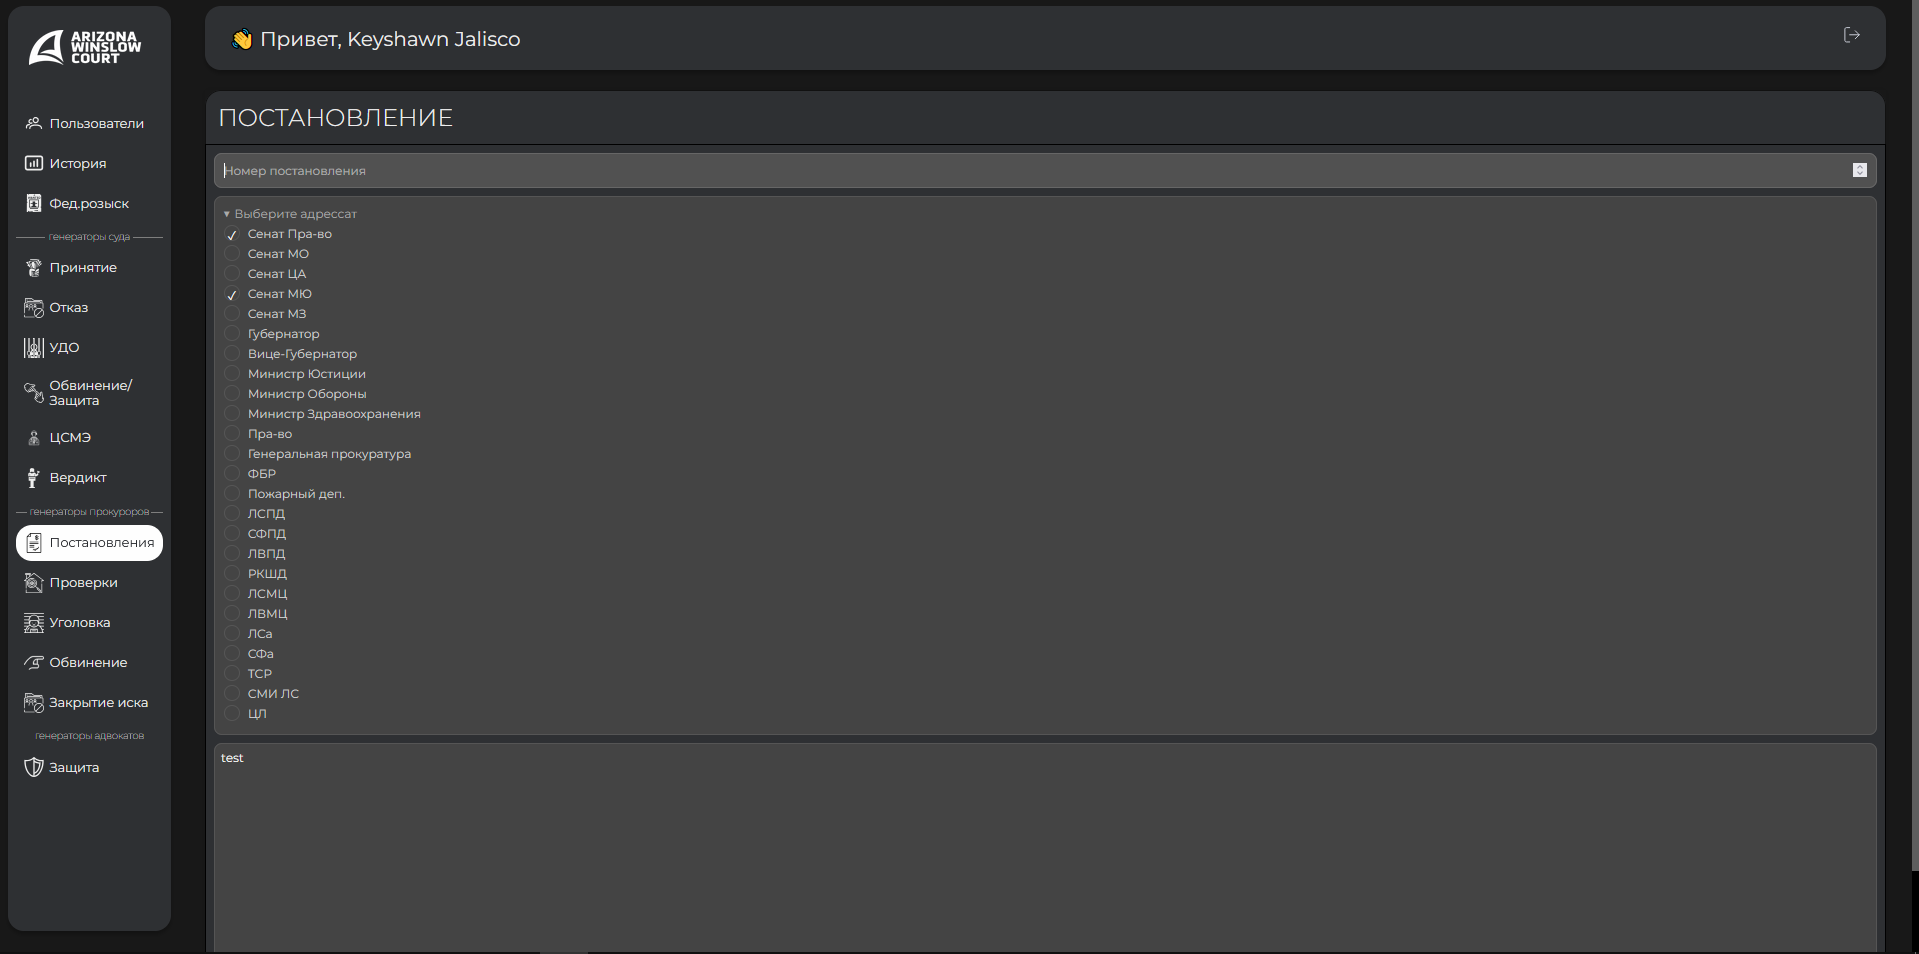 ARIZONA
WINSLOW
COURT
Пользователи
История
Фед.розыск
генераторы суда
Принятие
Отказ
УДО
Обвинение/
Защита
ЦСМЭ
Вердикт
генераторы прокуроров
Постановления
Проверки
Уголовка
Обвинение
Закрытие иска
генераторы адвокатов
Защита
Привет, Keyshawn Jalisco
ПОСТАНОВЛЕНИЕ
Номер постановления
Выберите адрессат
Сенат Пра-во
Сенат МО
Сенат ЦА
Сенат МЮ
Сенат МЗ
Губернатор
Вице-Губернатор
Министр Юстиции
Министр Обороны
Министр Здравоохранения
Пра-во
Генеральная прокуратура
ФБР
Пожарный деп.
ЛСПД
СФПД
ЛВПД
РКШД
ЛСМЦ
ЛВМЦ
ЛСа
СФа
ТСР
СМИ ЛС
ЦЛ
test